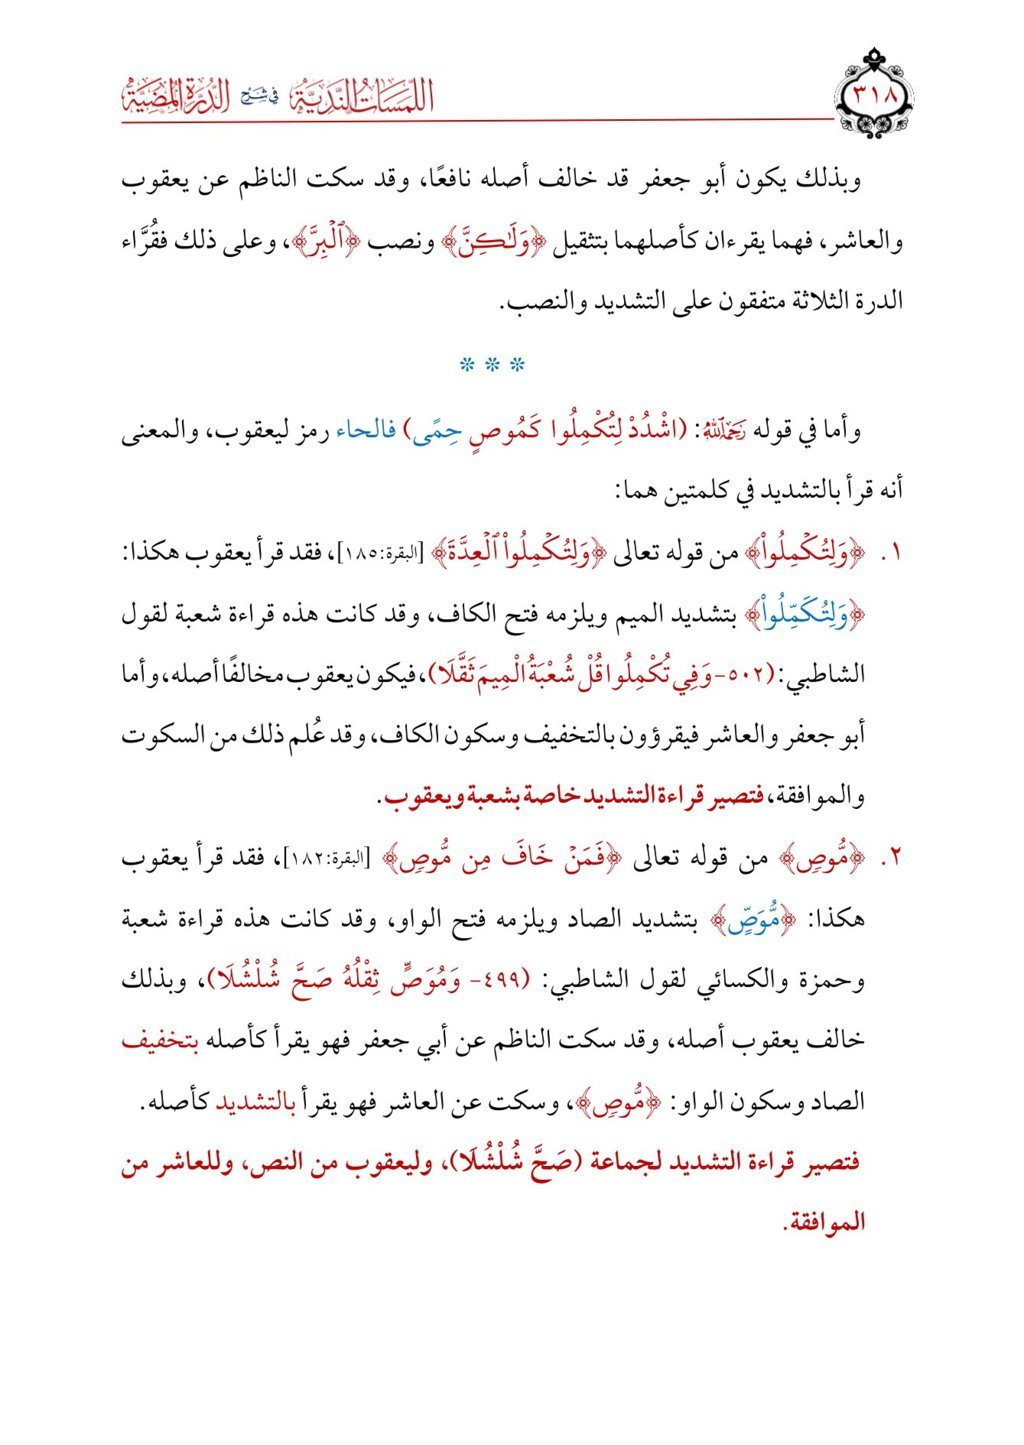 ٣١٨
اللمسات الندية في شرح الدرة المضية
وبذلك يكون أبو جعفر قد خالف أصله نافعًا، وقد سكت الناظم عن يعقوب
والعاشر، فهما يقرءان كأصلهما بتثقيل ﴿وَلَٰكِنَّ﴾ ونصب ﴿ٱلۡبِرَّ﴾، وعلى ذلك فقُرَّاء
الدرة الثلاثة متفقون على التشديد والنصب.
* * *
وأما في قوله رَحِمَهُ ٱللَّهُ: (اشْدُدْ لِتُكْمِلُوا كَمُوصٍ حِمًى) فالحاء رمز ليعقوب، والمعنى
أنه قرأ بالتشديد في كلمتين هما:
١. ﴿وَلِتُكۡمِلُواْ﴾ من قوله تعالى ﴿وَلِتُكۡمِلُواْ ٱلۡعِدَّةَ﴾ [البقرة:١٨٥]، فقد قرأ يعقوب هكذا:
﴿وَلِتُكَمِّلُواْ﴾ بتشديد الميم ويلزمه فتح الكاف، وقد كانت هذه قراءة شعبة لقول
الشاطبي: (٥٠٢- وَفِي تُكْمِلُوا قُلْ شُعْبَةُ الْمِيمَ ثَقَّلَا)، فيكون يعقوب مخالفًا أصله، وأما
أبو جعفر والعاشر فيقرؤون بالتخفيف وسكون الكاف، وقد عُلم ذلك من السكوت
والموافقة، فتصير قراءة التشديد خاصة بشعبة ويعقوب.
٢. ﴿مُّوصٖ﴾ من قوله تعالى ﴿فَمَنۡ خَافَ مِن مُّوصٖ﴾ [البقرة:١٨٢]، فقد قرأ يعقوب
هكذا: ﴿مُّوَصّٖ﴾ بتشديد الصاد ويلزمه فتح الواو، وقد كانت هذه قراءة شعبة
وحمزة والكسائي لقول الشاطبي: (٤٩٩- وَمُوَصٍّ ثِقْلُهُ صَحَّ شُلْشُلَا)، وبذلك
خالف يعقوب أصله، وقد سكت الناظم عن أبي جعفر فهو يقرأ كأصله بتخفيف
الصاد وسكون الواو: ﴿مُّوصٖ﴾، وسكت عن العاشر فهو يقرأ بالتشديد كأصله.
فتصير قراءة التشديد لجماعة (صَحَّ شُلْشُلَا)، وليعقوب من النص، وللعاشر من
الموافقة.